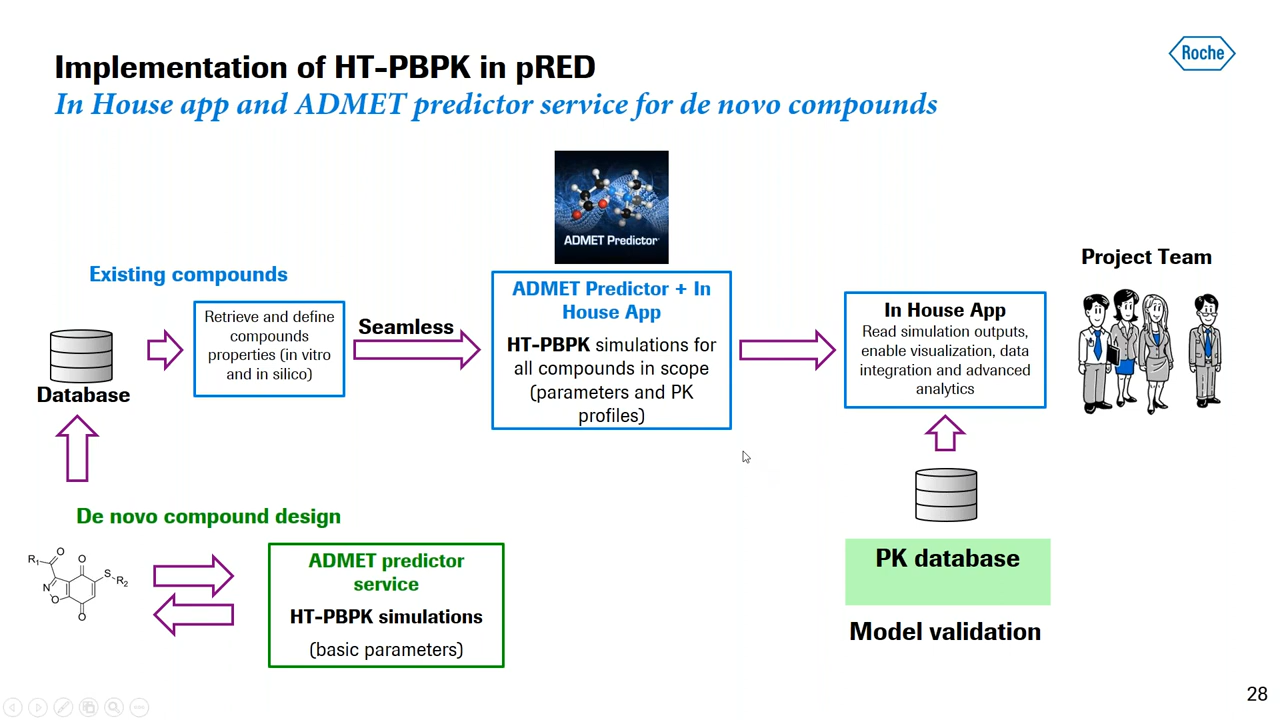 Implementation of HT-PBPK in pRED
In House app and ADMET predictor service for de novo compounds
Roche
ADMET Predictor
Existing compounds
Database
Retrieve and define
compounds
properties (in vitro
and in silico)
Seamless
ADMET Predictor + In
House App
HT-PBPK simulations for
all compounds in scope
(parameters and PK
profiles)
In House App
Read simulation outputs,
enable visualization, data
integration and advanced
analytics
Project Team
De novo compound design
R1
O
O
S
R2
N
O
O
ADMET predictor
service
HT-PBPK simulations
(basic parameters)
PK database
Model validation
28